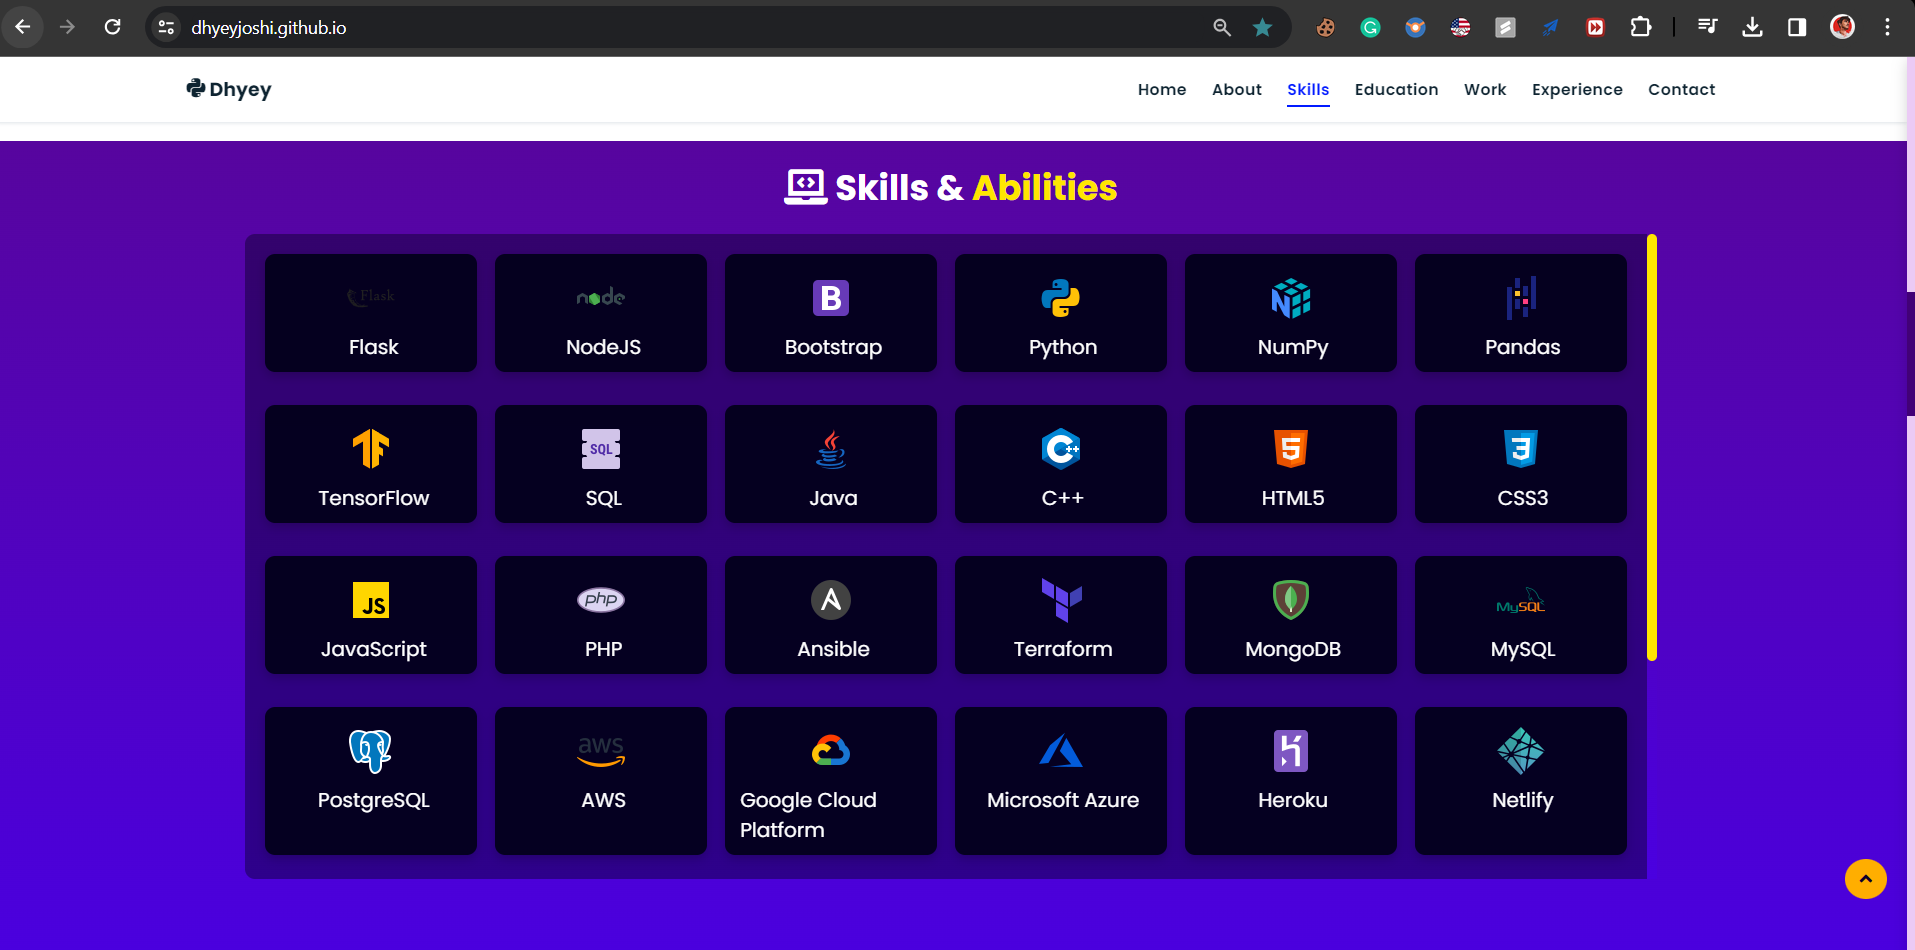 dhyeyjoshi.github.io
Dhyey
Home About Skills Education Work Experience Contact
Skills & Abilities
Flask
node
B
Flask NodeJS Bootstrap Python NumPy Pandas
SQL
5
3
TensorFlow SQL Java C++ HTML5 CSS3
JS
php
A
MySQL
JavaScript PHP Ansible Terraform MongoDB MySQL
aws
PostgreSQL AWS Google Cloud Platform Microsoft Azure Heroku Netlify